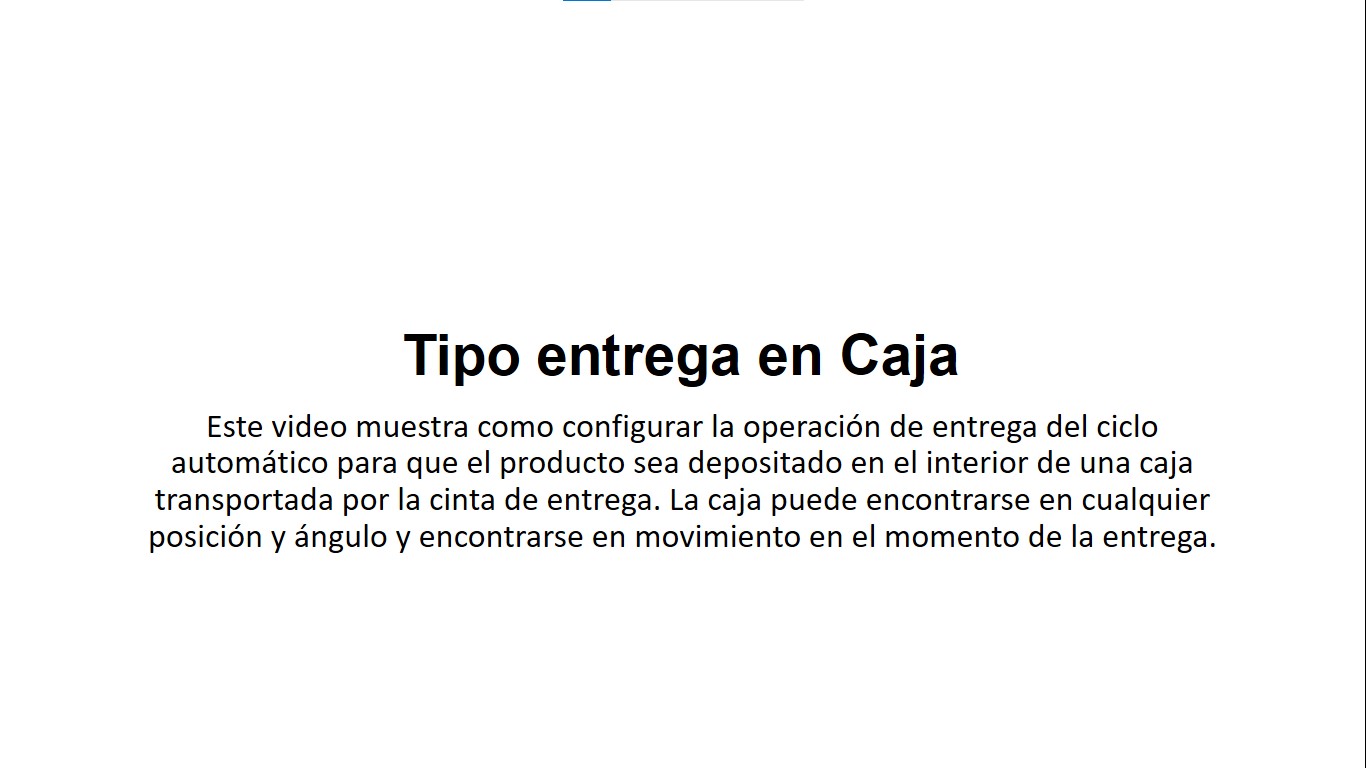 Tipo entrega en Caja
Este video muestra como configurar la operación de entrega del ciclo
automático para que el producto sea depositado en el interior de una caja
transportada por la cinta de entrega. La caja puede encontrarse en cualquier
posición y ángulo y encontrarse en movimiento en el momento de la entrega.